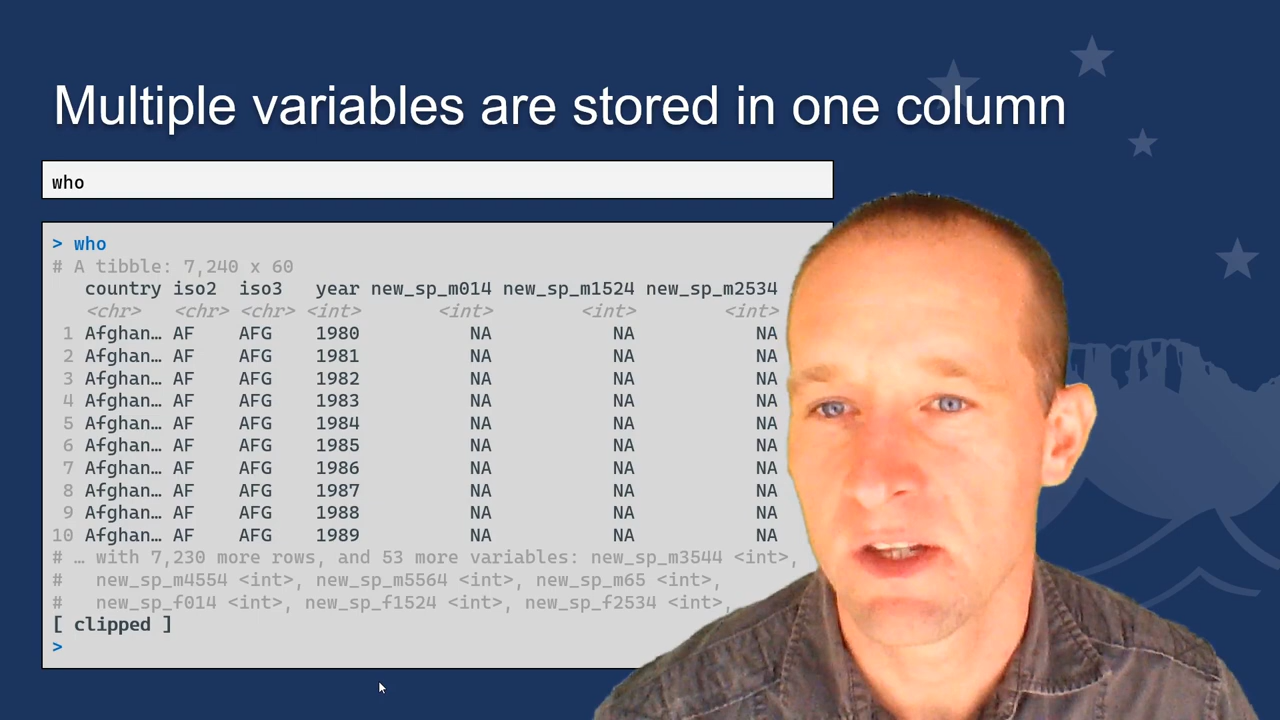 Multiple variables are stored in one column
who
> who
# A tibble: 7,240 x 60
country iso2 iso3 year new_sp_m014 new_sp_m1524 new_sp_m2534
<chr> <chr> <chr> <int> <int> <int> <int>
1 Afghan… AF AFG 1980 NA NA NA
2 Afghan… AF AFG 1981 NA NA NA
3 Afghan… AF AFG 1982 NA NA NA
4 Afghan… AF AFG 1983 NA NA NA
5 Afghan… AF AFG 1984 NA NA NA
6 Afghan… AF AFG 1985 NA NA NA
7 Afghan… AF AFG 1986 NA NA NA
8 Afghan… AF AFG 1987 NA NA NA
9 Afghan… AF AFG 1988 NA NA NA
10 Afghan… AF AFG 1989 NA NA NA
# … with 7,230 more rows, and 53 more variables: new_sp_m3544 <int>,
# new_sp_m4554 <int>, new_sp_m5564 <int>, new_sp_m65 <int>,
# new_sp_f014 <int>, new_sp_f1524 <int>, new_sp_f2534 <int>,
[ clipped ]
>